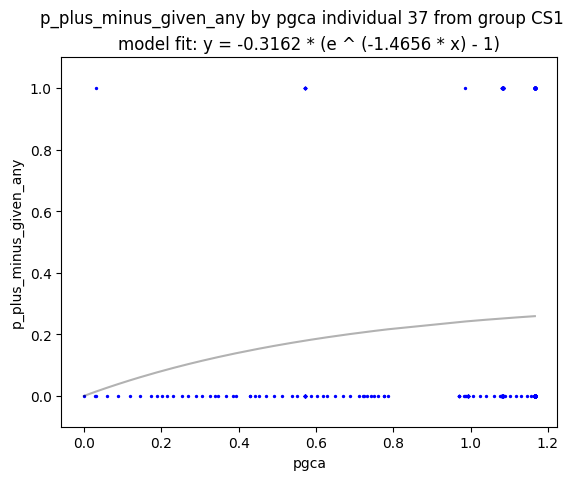 p_plus_minus_given_any by pgca individual 37 from group CS1
model fit: y = -0.3162 * (e ^ (-1.4656 * x) - 1)
1.0
0.8
0.6
0.4
0.2
0.0
p_plus_minus_given_any
0.0 0.2 0.4 0.6 0.8 1.0 1.2
pgca